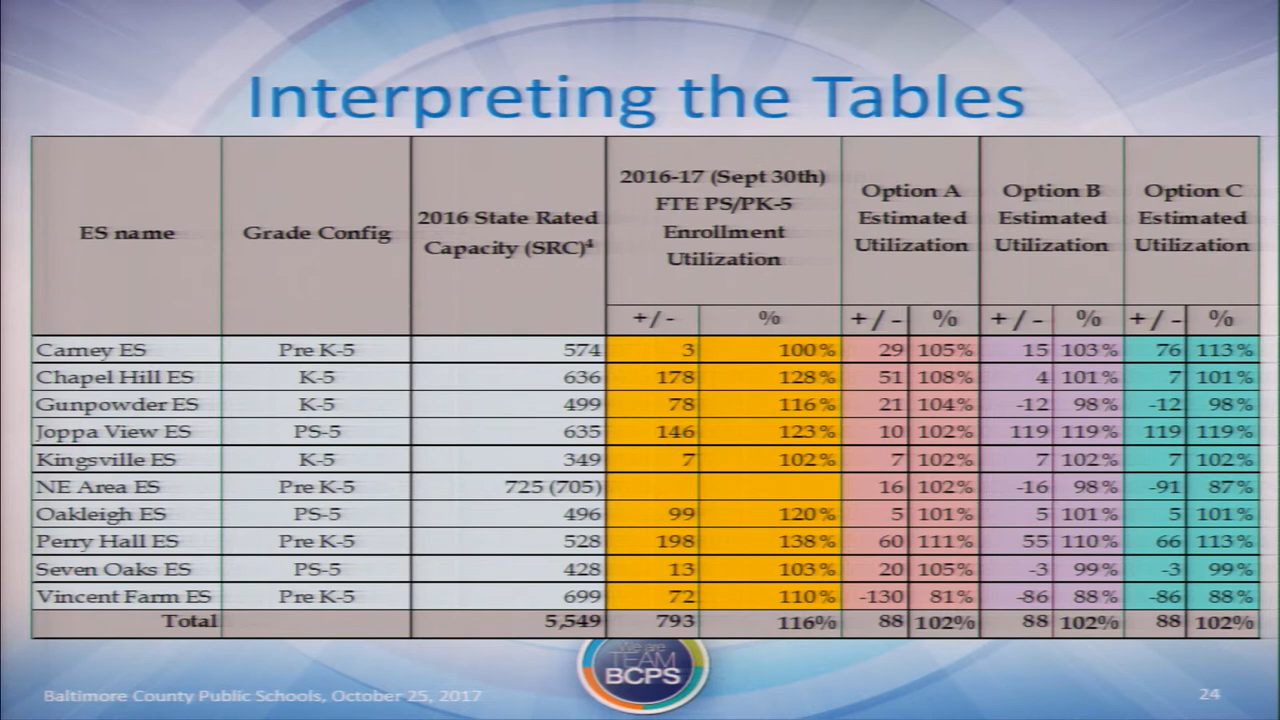 Interpreting the Tables
ES name Grade Config 2016 State Rated Capacity (SRC)⁴ 2016-17 (Sept 30th) FTE PS/PK-5 Enrollment Utilization Option A Estimated Utilization Option B Estimated Utilization Option C Estimated Utilization
+/- % +/- % +/- % +/- %
Carney ES Pre K-5 574 3 100% 29 105% 15 103% 76 113%
Chapel Hill ES K-5 636 178 128% 51 108% 4 101% 7 101%
Gunpowder ES K-5 499 78 116% 21 104% -12 98% -12 98%
Joppa View ES PS-5 635 146 123% 10 102% 119 119% 119 119%
Kingsville ES K-5 349 7 102% 7 102% 7 102% 7 102%
NE Area ES Pre K-5 725 (705) 16 102% -16 98% -91 87%
Oakleigh ES PS-5 496 99 120% 5 101% 5 101% 5 101%
Perry Hall ES Pre K-5 528 198 138% 60 111% 55 110% 66 113%
Seven Oaks ES PS-5 428 13 103% 20 105% -3 99% -3 99%
Vincent Farm ES Pre K-5 699 72 110% -130 81% -86 88% -86 88%
Total 5,549 793 116% 88 102% 88 102% 88 102%
We are
TEAM
BCPS
Baltimore County Public Schools, October 25, 2017
24